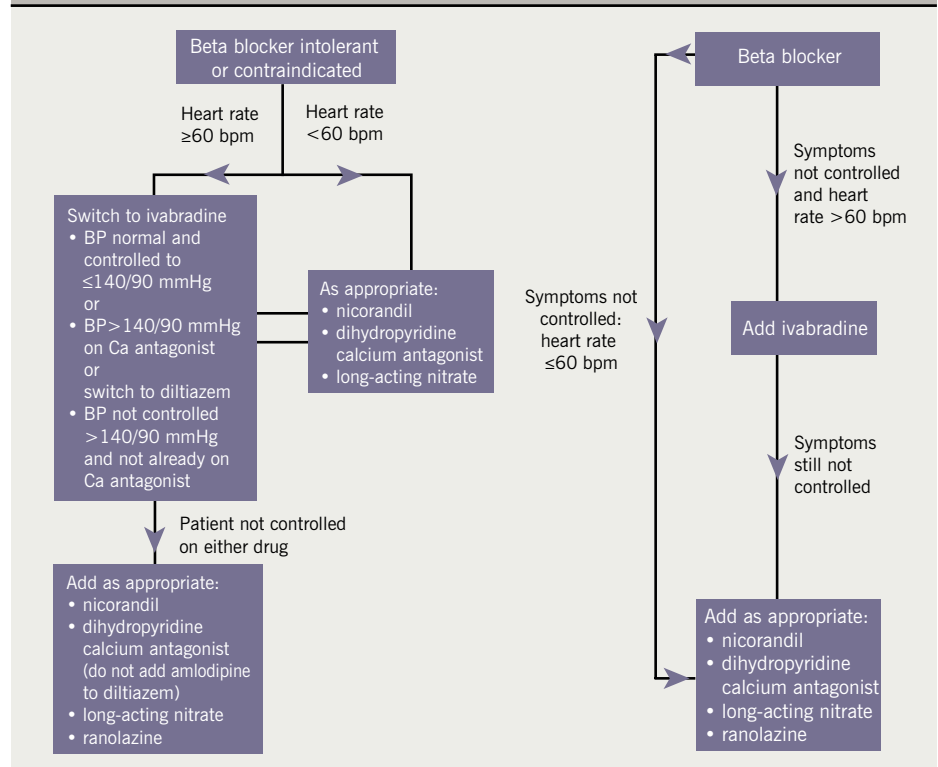 Beta blocker intolerant
or contraindicated
Heart rate
≥60 bpm
Heart rate
<60 bpm
Switch to ivabradine
• BP normal and
controlled to
≤140/90 mmHg
or
• BP>140/90 mmHg
on Ca antagonist
or
switch to diltiazem
• BP not controlled
>140/90 mmHg
and not already on
Ca antagonist
As appropriate:
• nicorandil
• dihydropyridine
calcium antagonist
• long-acting nitrate
Patient not controlled
on either drug
Add as appropriate:
• nicorandil
• dihydropyridine
calcium antagonist
(do not add amlodipine
to diltiazem)
• long-acting nitrate
• ranolazine
Beta blocker
Symptoms
not controlled
and heart
rate >60 bpm
Symptoms not
controlled:
heart rate
≤60 bpm
Add ivabradine
Symptoms
still not
controlled
Add as appropriate:
• nicorandil
• dihydropyridine
calcium antagonist
• long-acting nitrate
• ranolazine